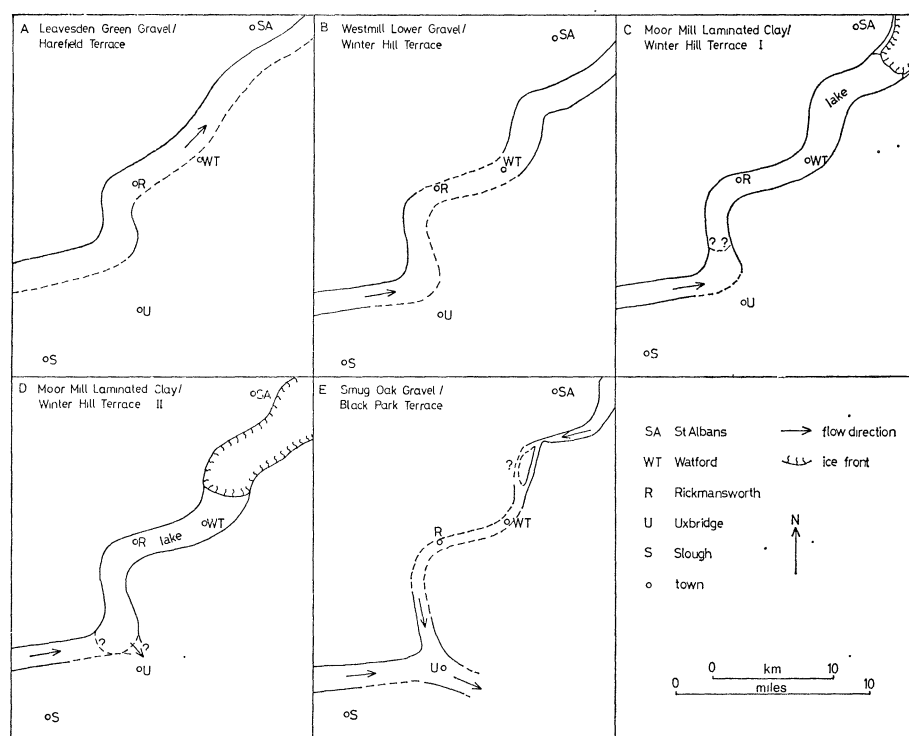 A Leavesden Green Gravel/
Harefield Terrace
SA
R
WT
U
S
B Westmill Lower Gravel/
Winter Hill Terrace
SA
WT
R
U
S
C Moor Mill Laminated Clay/
Winter Hill Terrace I
SA
lake
WT
R
? ?
U
S
D Moor Mill Laminated Clay/
Winter Hill Terrace II
SA
WT
R lake
? ?
U
S
E Smug Oak Gravel/
Black Park Terrace
SA
?
WT
R
U
S
SA St Albans
WT Watford
R Rickmansworth
U Uxbridge
S Slough
o town
flow direction
ice front
N
0 km 10
0 miles 10